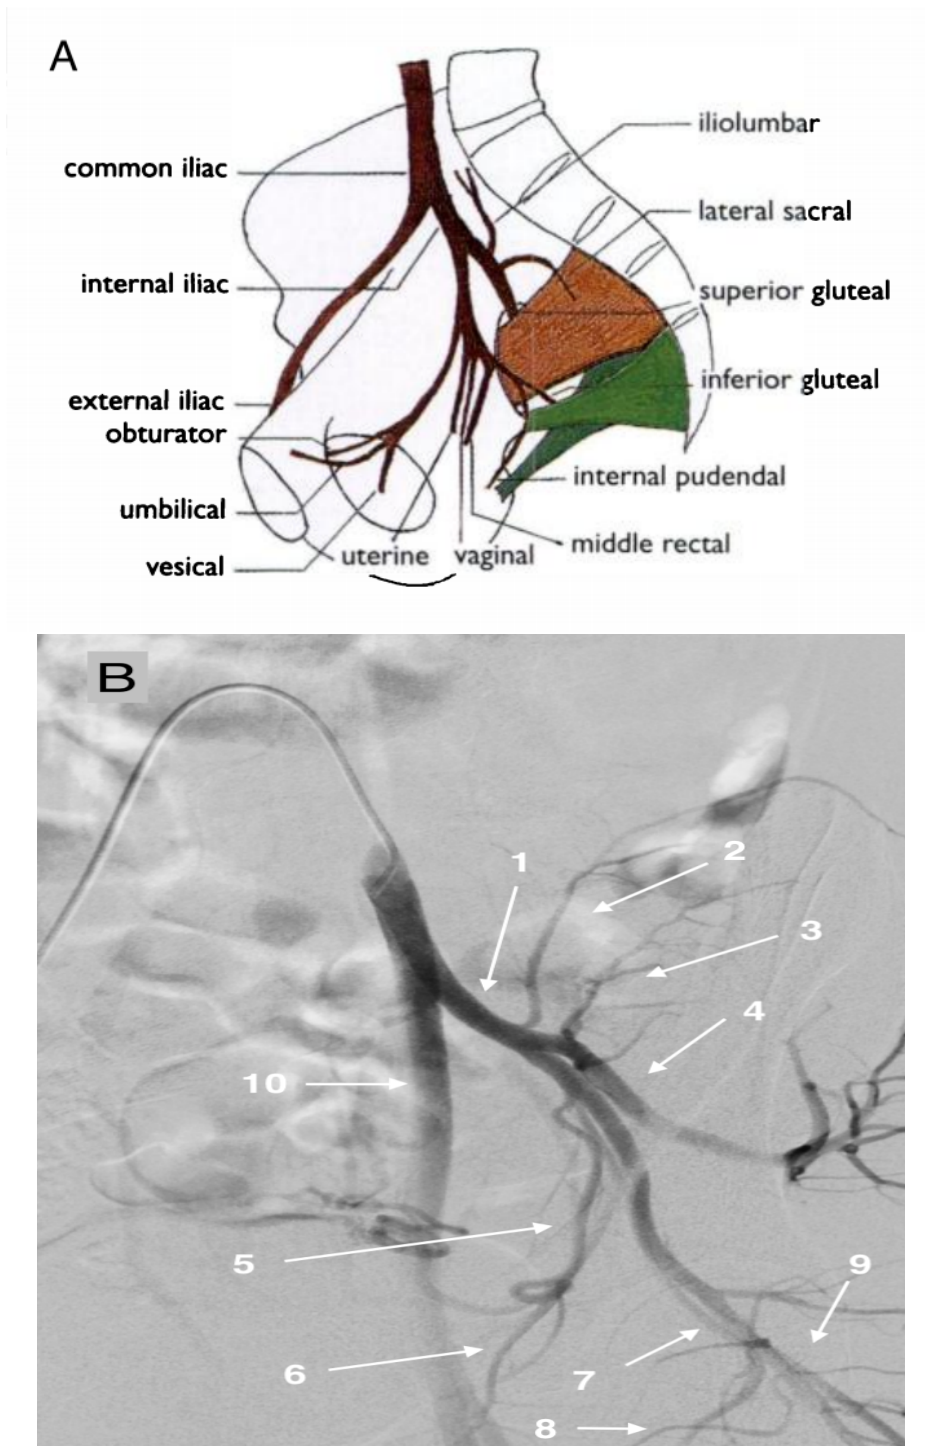 A
iliolumbar
common iliac
lateral sacral
internal iliac
superior gluteal
inferior gluteal
external iliac
obturator
internal pudendal
umbilical
middle rectal
uterine vaginal
vesical
B
1
2
3
4
10
5
9
6
7
8